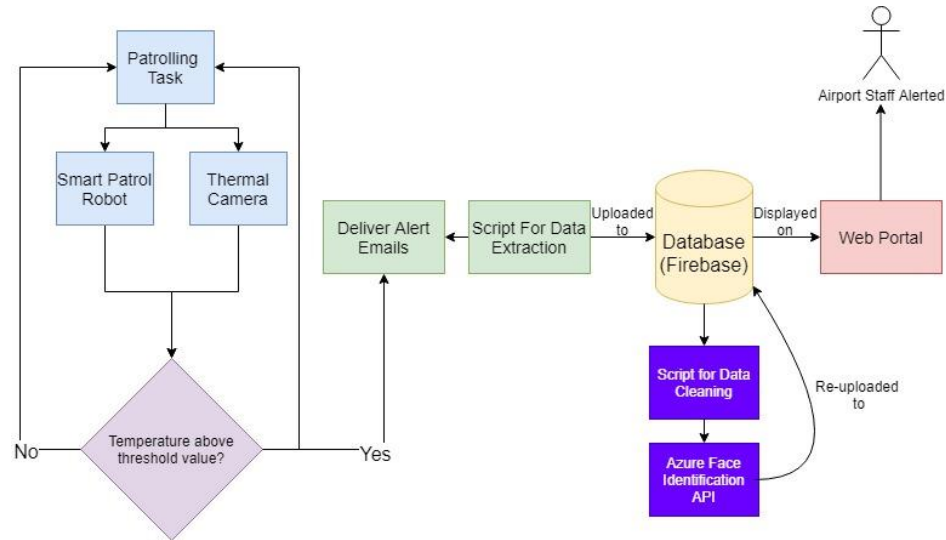 Patrolling
Task
Smart Patrol
Robot
Thermal
Camera
Temperature above
threshold value?
No
Yes
Deliver Alert
Emails
Script For Data
Extraction
Uploaded
to
Database
(Firebase)
Displayed
on
Web Portal
Airport Staff Alerted
Script for Data
Cleaning
Azure Face
Identification
API
Re-uploaded
to